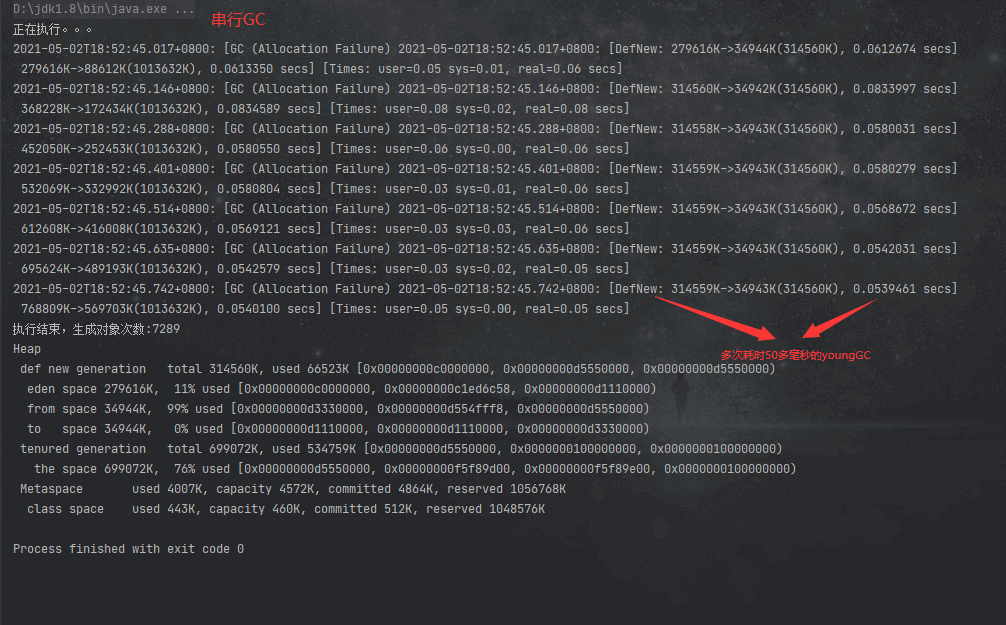 D:\jdk1.8\bin\java.exe ...
串行GC
正在执行。。。
2021-05-02T18:52:45.017+0800: [GC (Allocation Failure) 2021-05-02T18:52:45.017+0800: [DefNew: 279616K->34944K(314560K), 0.0612674 secs]
279616K->88612K(1013632K), 0.0613350 secs] [Times: user=0.05 sys=0.01, real=0.06 secs]
2021-05-02T18:52:45.146+0800: [GC (Allocation Failure) 2021-05-02T18:52:45.146+0800: [DefNew: 314560K->34942K(314560K), 0.0833997 secs]
368228K->172434K(1013632K), 0.0834589 secs] [Times: user=0.08 sys=0.02, real=0.08 secs]
2021-05-02T18:52:45.288+0800: [GC (Allocation Failure) 2021-05-02T18:52:45.288+0800: [DefNew: 314558K->34943K(314560K), 0.0580031 secs]
452050K->252453K(1013632K), 0.0580550 secs] [Times: user=0.06 sys=0.00, real=0.06 secs]
2021-05-02T18:52:45.401+0800: [GC (Allocation Failure) 2021-05-02T18:52:45.401+0800: [DefNew: 314559K->34943K(314560K), 0.0580279 secs]
532069K->332992K(1013632K), 0.0580804 secs] [Times: user=0.03 sys=0.01, real=0.06 secs]
2021-05-02T18:52:45.514+0800: [GC (Allocation Failure) 2021-05-02T18:52:45.514+0800: [DefNew: 314559K->34943K(314560K), 0.0568672 secs]
612608K->416008K(1013632K), 0.0569121 secs] [Times: user=0.03 sys=0.03, real=0.06 secs]
2021-05-02T18:52:45.635+0800: [GC (Allocation Failure) 2021-05-02T18:52:45.635+0800: [DefNew: 314559K->34943K(314560K), 0.0542031 secs]
695624K->489193K(1013632K), 0.0542579 secs] [Times: user=0.03 sys=0.02, real=0.05 secs]
2021-05-02T18:52:45.742+0800: [GC (Allocation Failure) 2021-05-02T18:52:45.742+0800: [DefNew: 314559K->34943K(314560K), 0.0539461 secs]
768809K->569703K(1013632K), 0.0540100 secs] [Times: user=0.05 sys=0.00, real=0.05 secs]
执行结束，生成对象次数:7289
Heap
多次耗时50多毫秒的youngGC
def new generation   total 314560K, used 66523K [0x00000000c0000000, 0x00000000d5550000, 0x00000000d5550000)
eden space 279616K,  11% used [0x00000000c0000000, 0x00000000c1ed6c58, 0x00000000d1110000)
from space 34944K,  99% used [0x00000000d3330000, 0x00000000d554fff8, 0x00000000d5550000)
to   space 34944K,   0% used [0x00000000d1110000, 0x00000000d1110000, 0x00000000d3330000)
tenured generation   total 699072K, used 534759K [0x00000000d5550000, 0x0000000100000000, 0x0000000100000000)
the space 699072K,  76% used [0x00000000d5550000, 0x00000000f5f89d00, 0x00000000f5f89e00, 0x0000000100000000)
Metaspace       used 4007K, capacity 4572K, committed 4864K, reserved 1056768K
class space    used 443K, capacity 460K, committed 512K, reserved 1048576K
Process finished with exit code 0